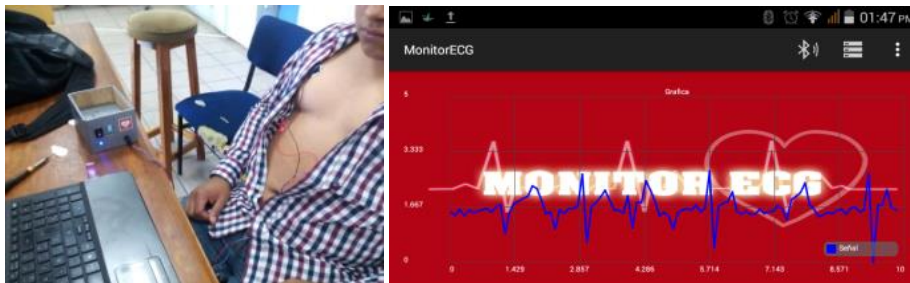 01:47 PM
MonitorECG
Grafica
5
3.333
1.667
0
MONITOR ECG
Señal
0 1.429 2.857 4.286 5.714 7.143 8.571 10